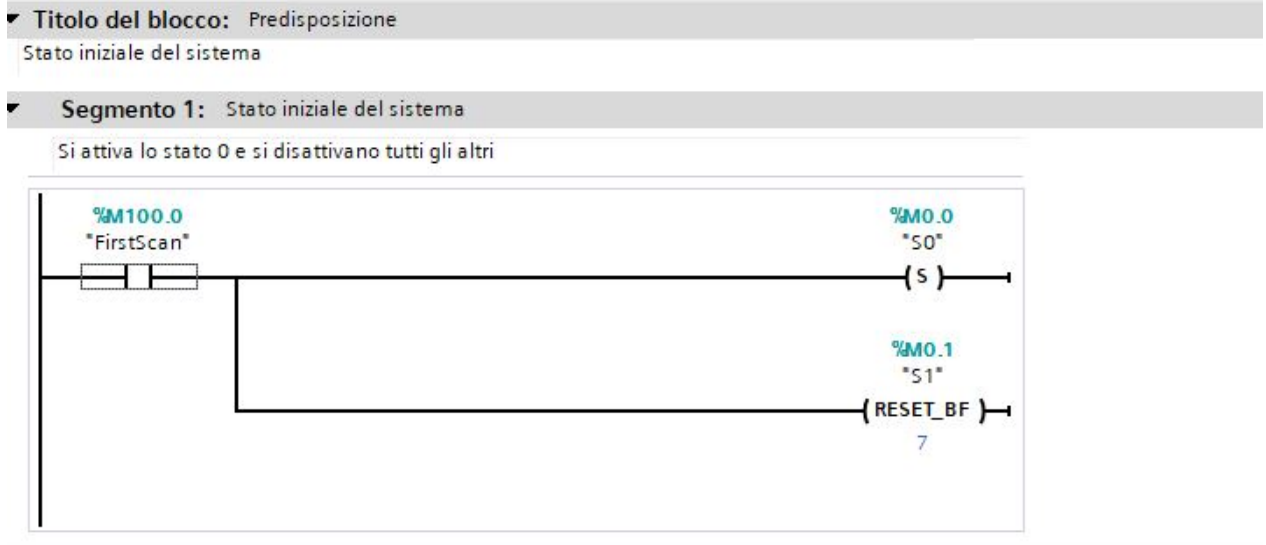 Titolo del blocco: Predisposizione
Stato iniziale del sistema
Segmento 1: Stato iniziale del sistema
Si attiva lo stato 0 e si disattivano tutti gli altri
%M100.0
"FirstScan"
%M0.0
"S0"
S
%M0.1
"S1"
RESET_BF
7